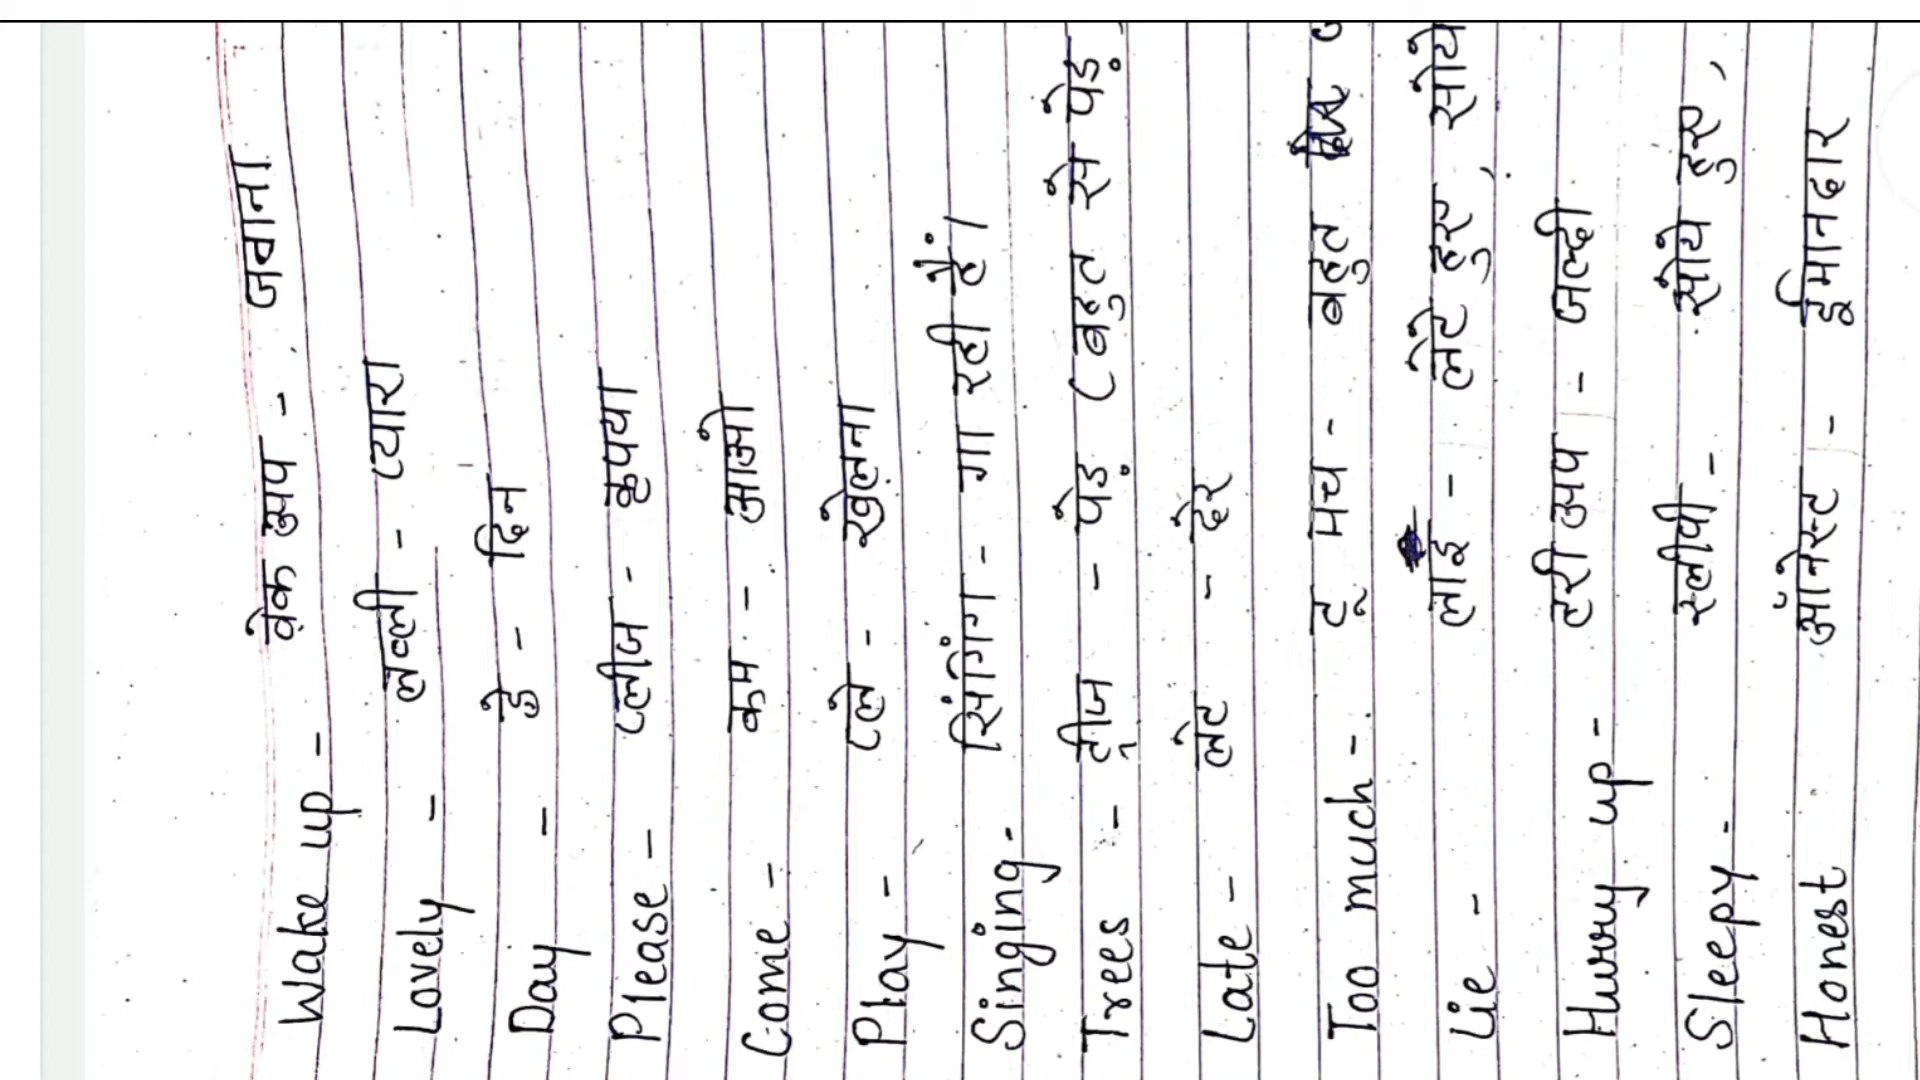 Wake up - वेक अप - जगाना
Lovely - लव्ली - प्यारा
Day - डे - दिन
Please - प्लीज - कृपया
Come - कम - आओ
Play - प्ले - खेलना
Singing - सिंगिंग - गा रही हैं।
Trees - ट्रीज - पेड़ (बहुत से पेड़
Late - लेट - देर
Too much - टू मच - बहुत
Lie - लाइ - लेटे हुए, सोये
Hurry up - हरी अप - जल्दी
Sleepy - स्लीपी - सोये हुए,
Honest ऑनेस्ट - ईमानदार